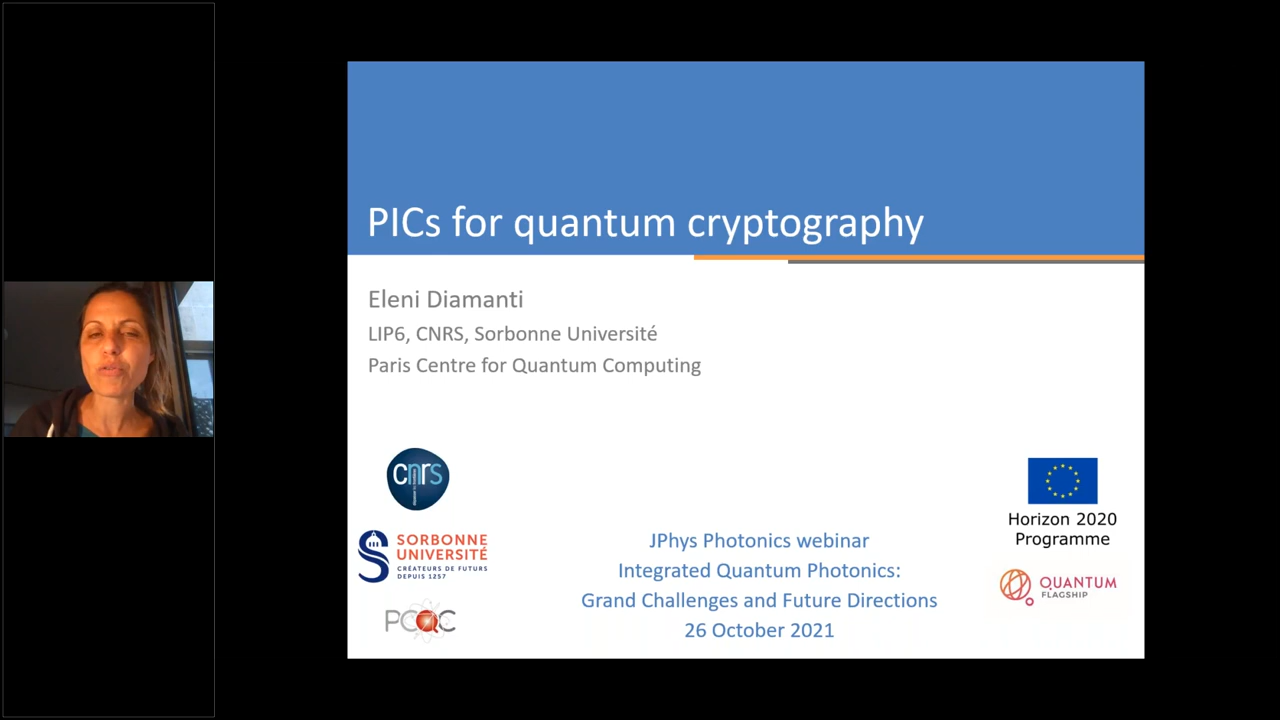 PICs for quantum cryptography
Eleni Diamanti
LIP6, CNRS, Sorbonne Université
Paris Centre for Quantum Computing
cnrs
SORBONNE
UNIVERSITÉ
CRÉATEURS DE FUTURS
DEPUIS 1257
PCQC
JPhys Photonics webinar
Integrated Quantum Photonics:
Grand Challenges and Future Directions
26 October 2021
Horizon 2020
Programme
QUANTUM
FLAGSHIP